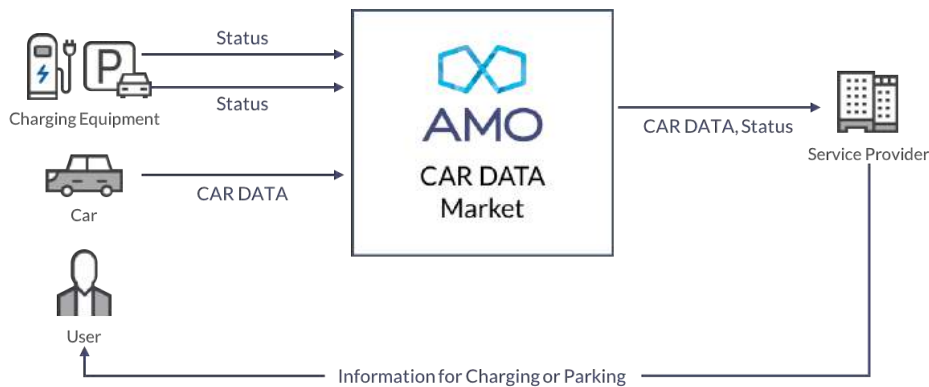 Status
P
Status
Charging Equipment
AMO
CAR DATA
Market
CAR DATA, Status
Service Provider
CAR DATA
Car
User
Information for Charging or Parking